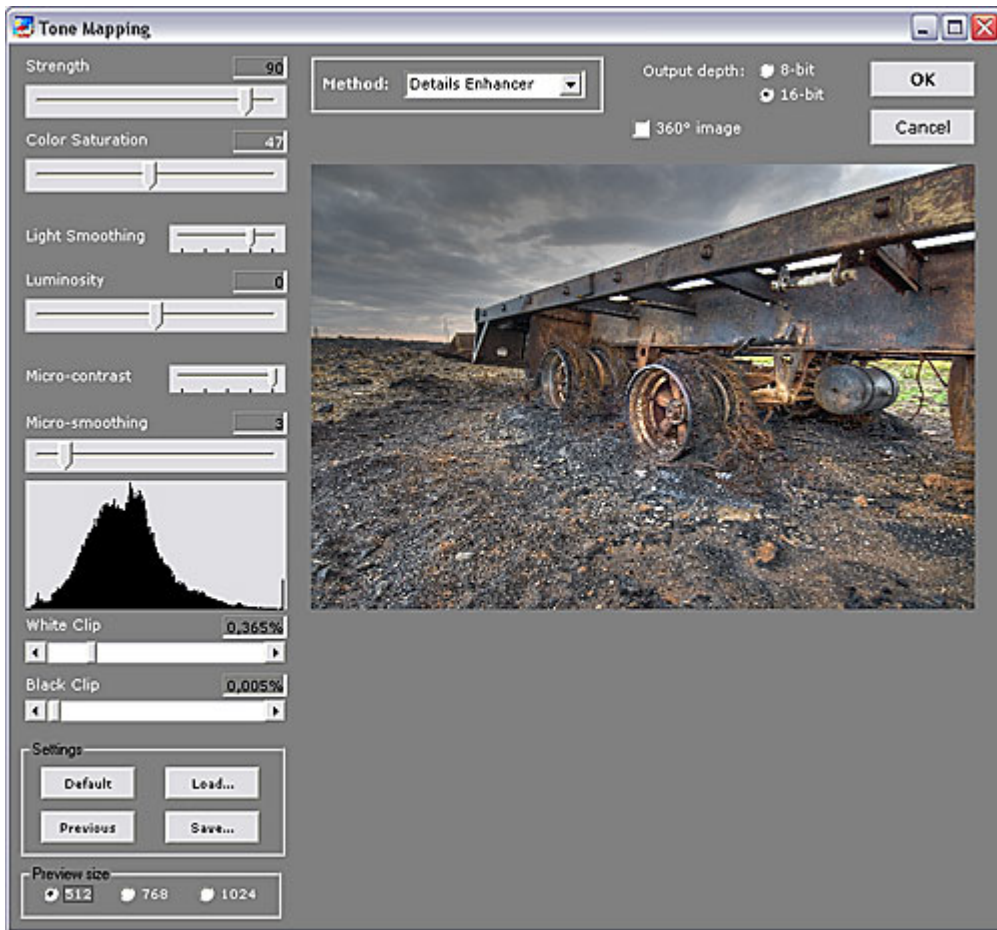 Tone Mapping
Strength 90
Color Saturation 47
Light Smoothing
Luminosity 0
Micro-contrast
Micro-smoothing 3
White Clip 0,365%
Black Clip 0,005%
Settings
Default Load...
Previous Save...
Preview size
512 768 1024
Method: Details Enhancer
Output depth: 8-bit
16-bit
360° image
OK
Cancel